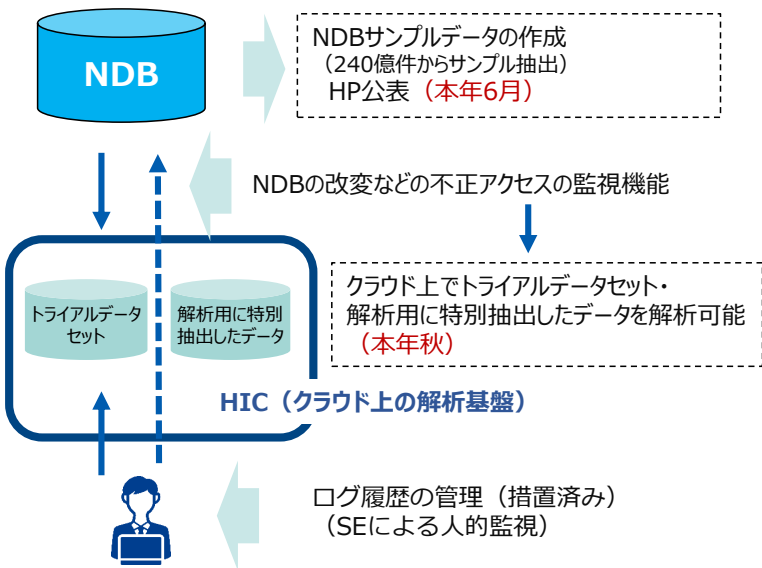 NDB
NDBサンプルデータの作成
（240億件からサンプル抽出）
HP公表（本年6月）
NDBの改変などの不正アクセスの監視機能
トライアルデータ
セット
解析用に特別
抽出したデータ
クラウド上でトライアルデータセット・
解析用に特別抽出したデータを解析可能
（本年秋）
HIC（クラウド上の解析基盤）
ログ履歴の管理（措置済み）
（SEによる人的監視）